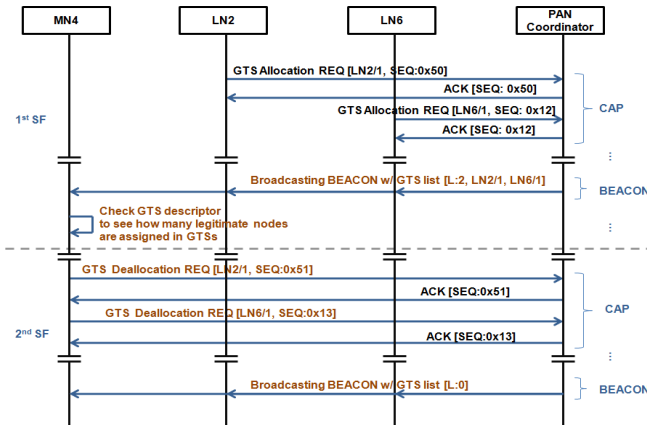 MN4
LN2
LN6
PAN
Coordinator
GTS Allocation REQ [LN2/1, SEQ:0x50]
ACK [SEQ: 0x50]
GTS Allocation REQ [LN6/1, SEQ: 0x12]
ACK [SEQ: 0x12]
CAP
1st SF
Broadcasting BEACON w/ GTS list [L:2, LN2/1, LN6/1]
BEACON
Check GTS descriptor
to see how many legitimate nodes
are assigned in GTSs
GTS Deallocation REQ [LN2/1, SEQ:0x51]
ACK [SEQ:0x51]
GTS Deallocation REQ [LN6/1, SEQ:0x13]
ACK [SEQ:0x13]
CAP
2nd SF
Broadcasting BEACON w/ GTS list [L:0]
BEACON